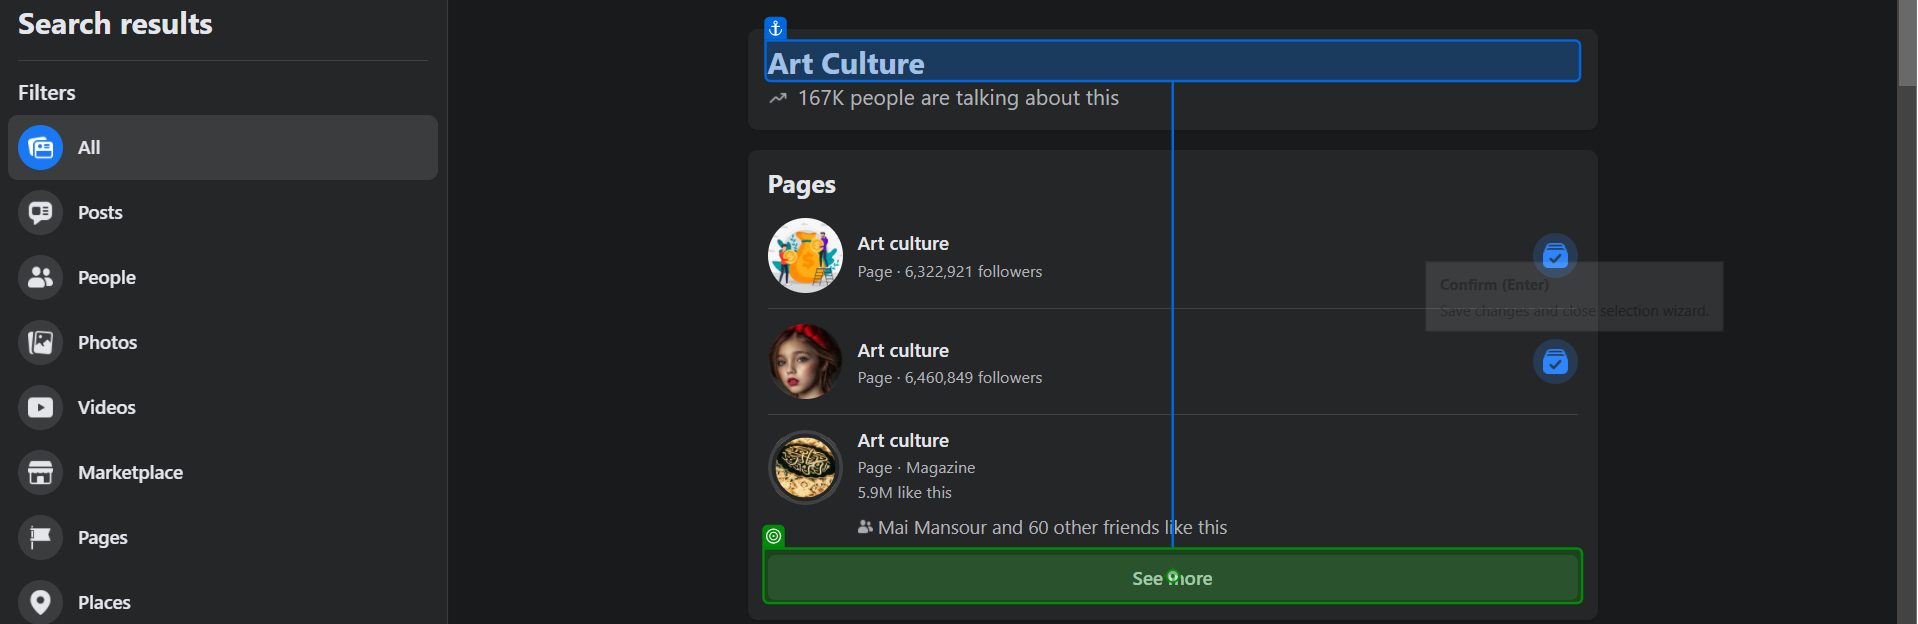 Search results
Filters
All
Posts
People
Photos
Videos
Marketplace
Pages
Places
Art Culture
167K people are talking about this
Pages
Art culture
Page · 6,322,921 followers
Confirm (Enter)
Save changes and close selection wizard.
Art culture
Page · 6,460,849 followers
Art culture
Page · Magazine
5.9M like this
Mai Mansour and 60 other friends like this
See more